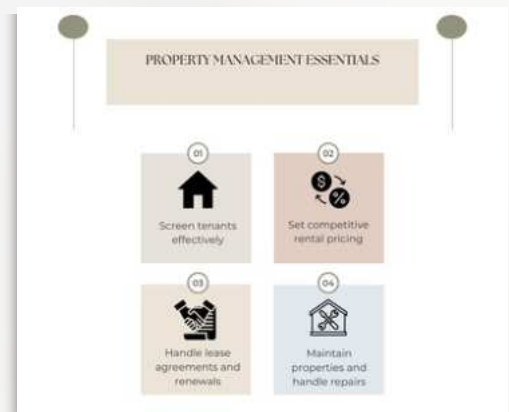 PROPERTY MANAGEMENT ESSENTIALS
01
Screen tenants
effectively
02
$
%
Set competitive
rental pricing
03
Handle lease
agreements and
renewals
04
Maintain
properties and
handle repairs